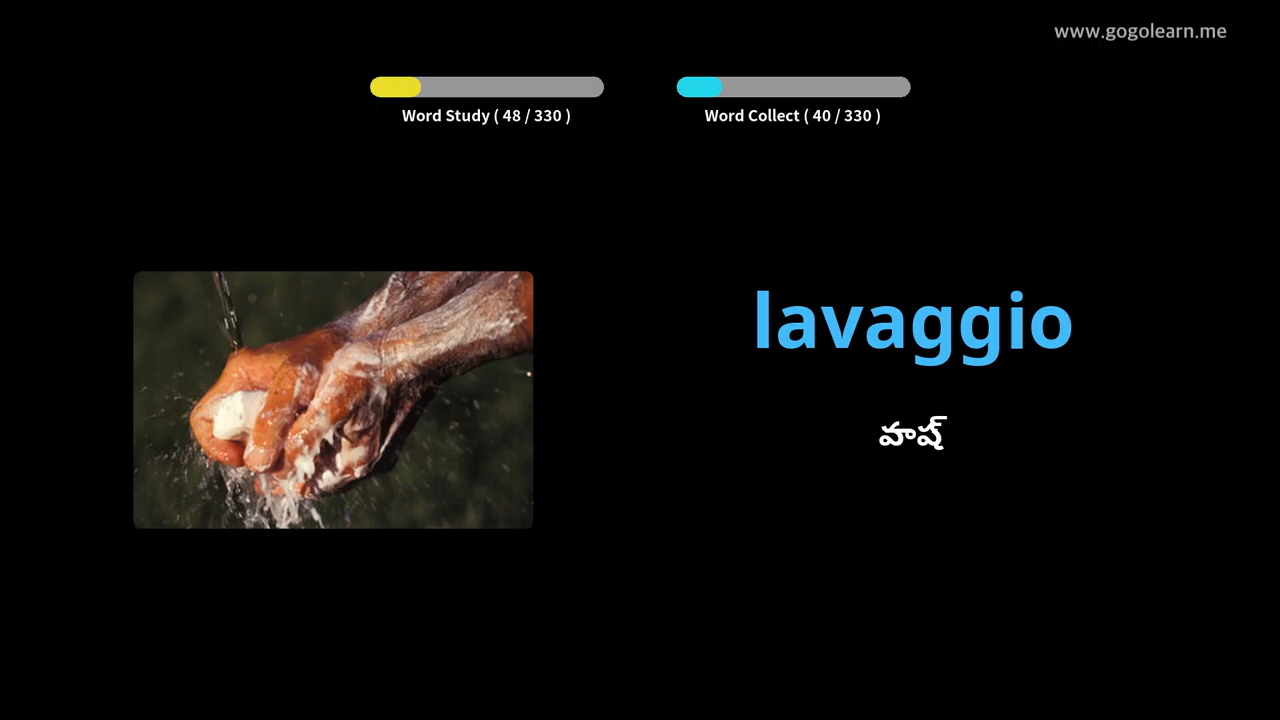 www.gogolearn.me
Word Study ( 48 / 330 )
Word Collect ( 40 / 330 )
lavaggio
వాష్